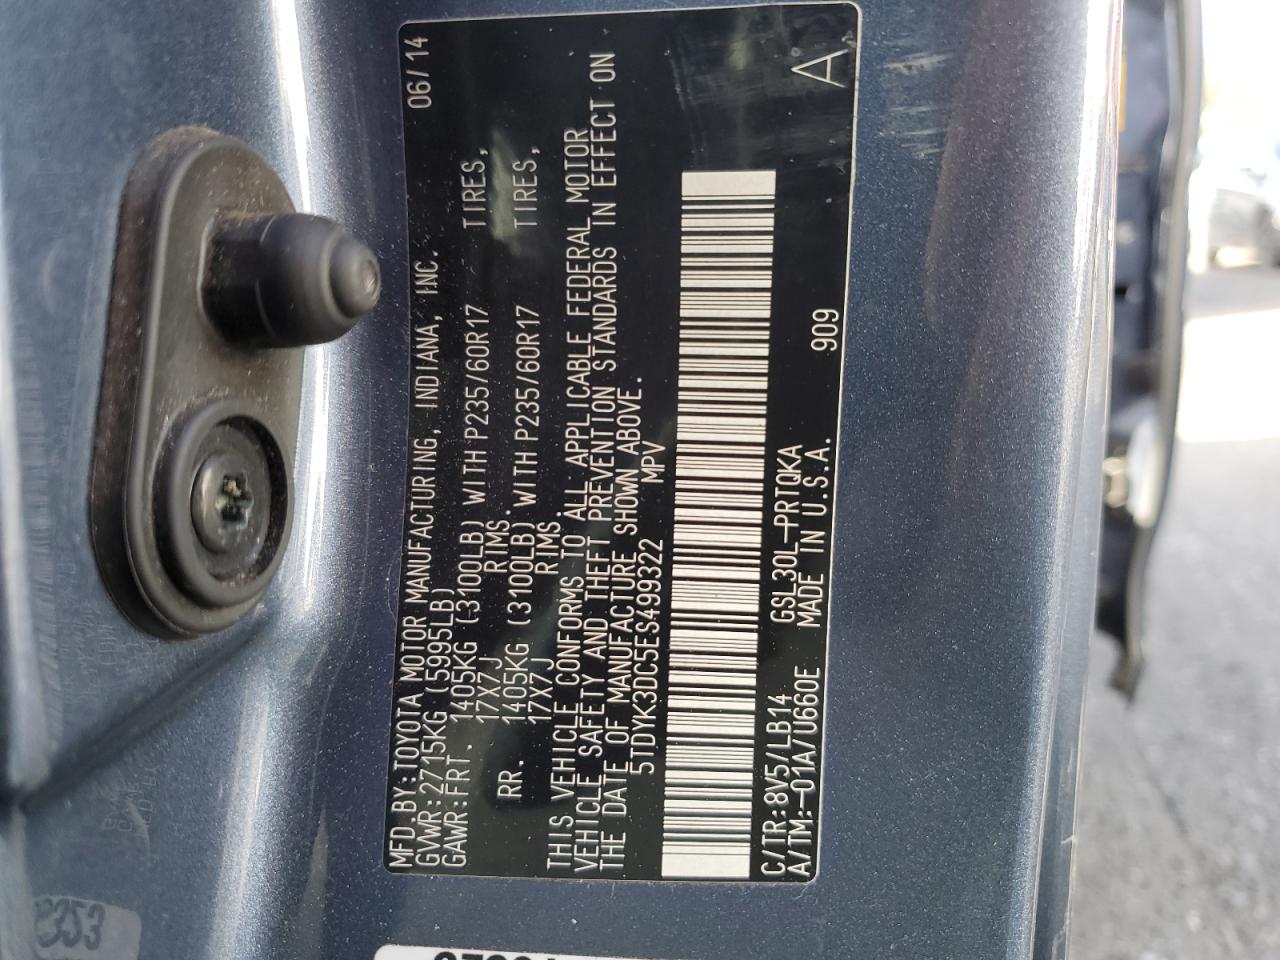 MFD.BY:TOYOTA MOTOR MANUFACTURING, INDIANA, INC. 06/14
GVWR:2715KG (5995LB)
GAWR:FRT. 1405KG (3100LB) WITH P235/60R17 TIRES,
17X7J RIMS.
RR. 1405KG (3100LB) WITH P235/60R17 TIRES,
17X7J RIMS.
THIS VEHICLE CONFORMS TO ALL APPLICABLE FEDERAL MOTOR
VEHICLE SAFETY AND THEFT PREVENTION STANDARDS IN EFFECT ON
THE DATE OF MANUFACTURE SHOWN ABOVE.
5TDYK3DC5ES499322 MPV
C/TR:8V5/LB14 GSL30L-PRTQKA 909
A/TM:-01A/U660E MADE IN U.S.A.
A
353